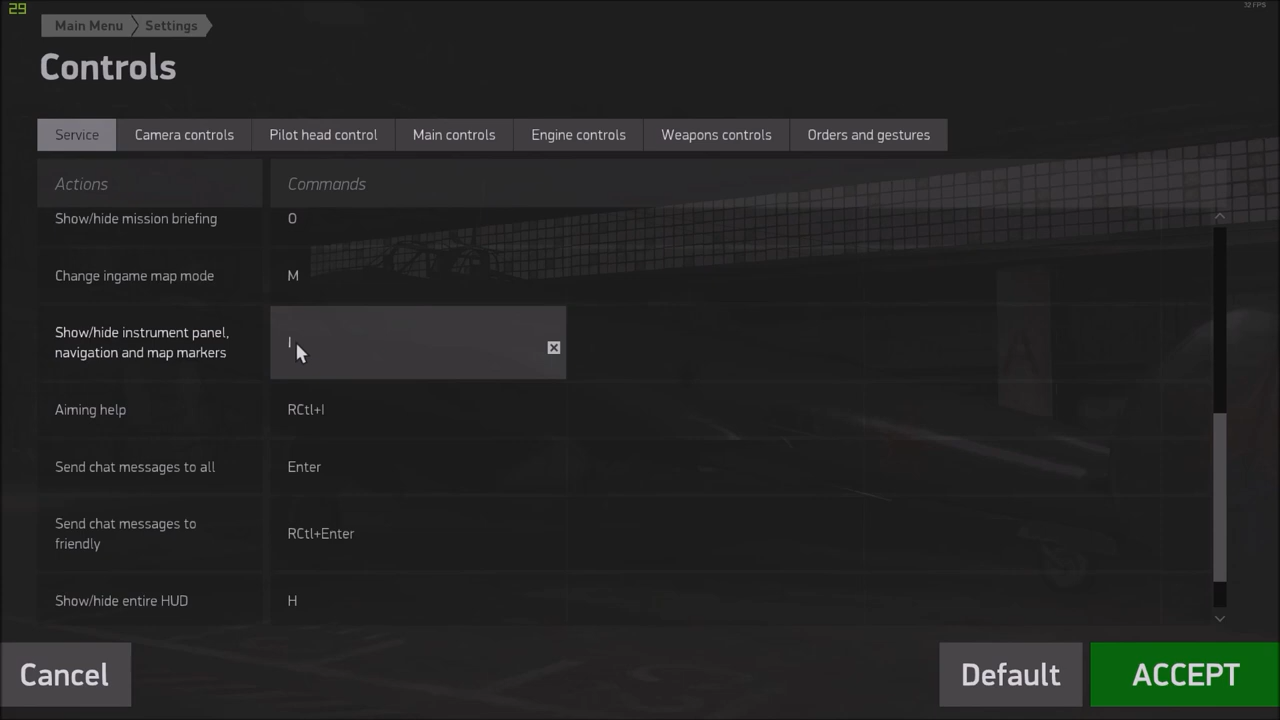 29
32 FPS
Main Menu Settings
Controls
Service Camera controls Pilot head control Main controls Engine controls Weapons controls Orders and gestures
Actions Commands
Show/hide mission briefing O
Change ingame map mode M
Show/hide instrument panel,
navigation and map markers I
Aiming help RCtl+I
Send chat messages to all Enter
Send chat messages to
friendly RCtl+Enter
Show/hide entire HUD H
Cancel Default ACCEPT